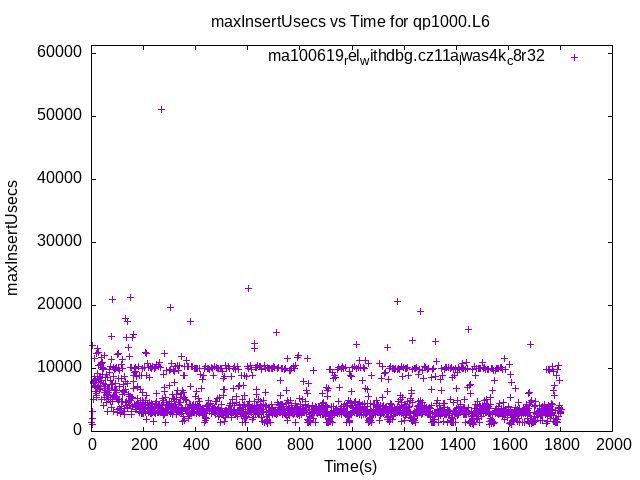 maxInsertUsecs vs Time for qp1000.L6
ma100619relwithdbg.cz11alwas4kc8r32
60000
50000
40000
30000
20000
10000
0
maxInsertUsecs
0 200 400 600 800 1000 1200 1400 1600 1800 2000
Time(s)